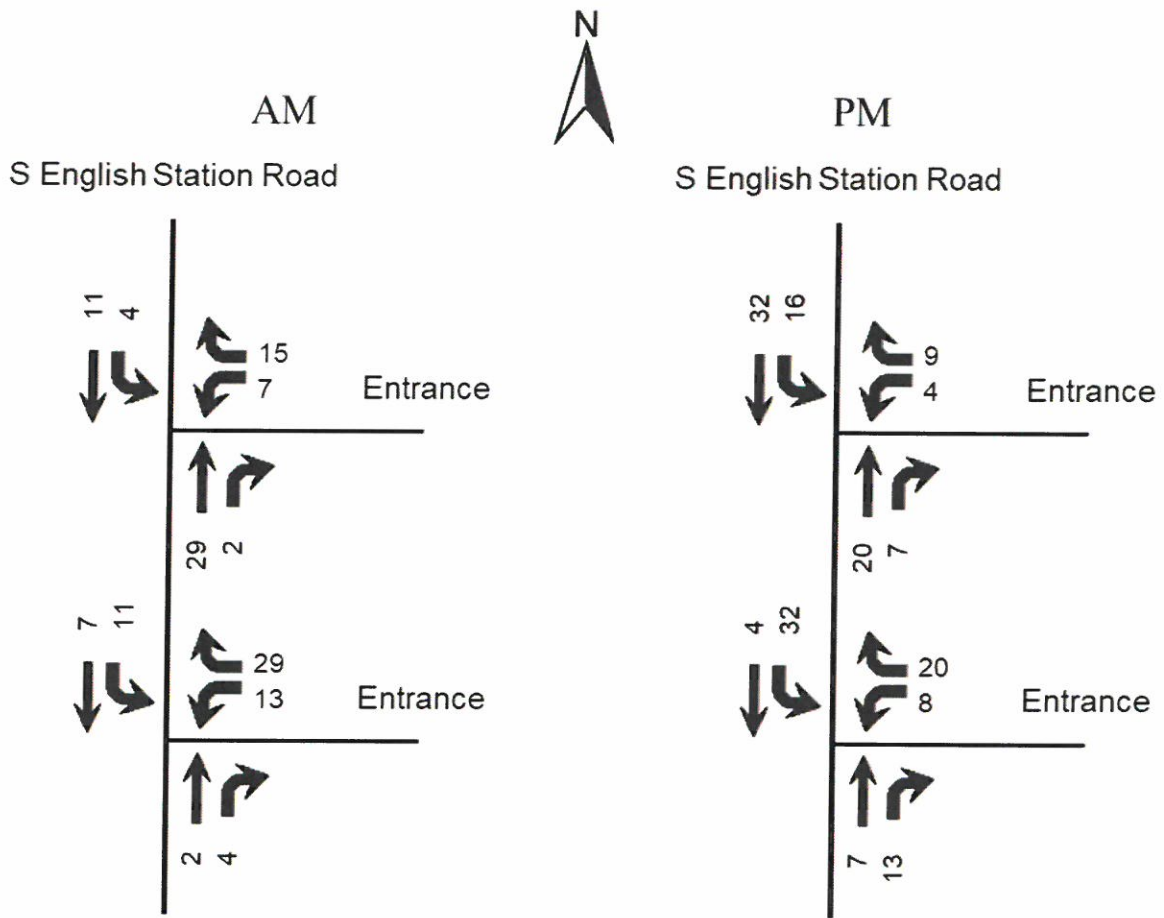 N
AM
PM
S English Station Road
S English Station Road
11 4
15
7
Entrance
29 2
7 11
29
13
Entrance
2 4
32 16
9
4
Entrance
20 7
4 32
20
8
Entrance
7 13